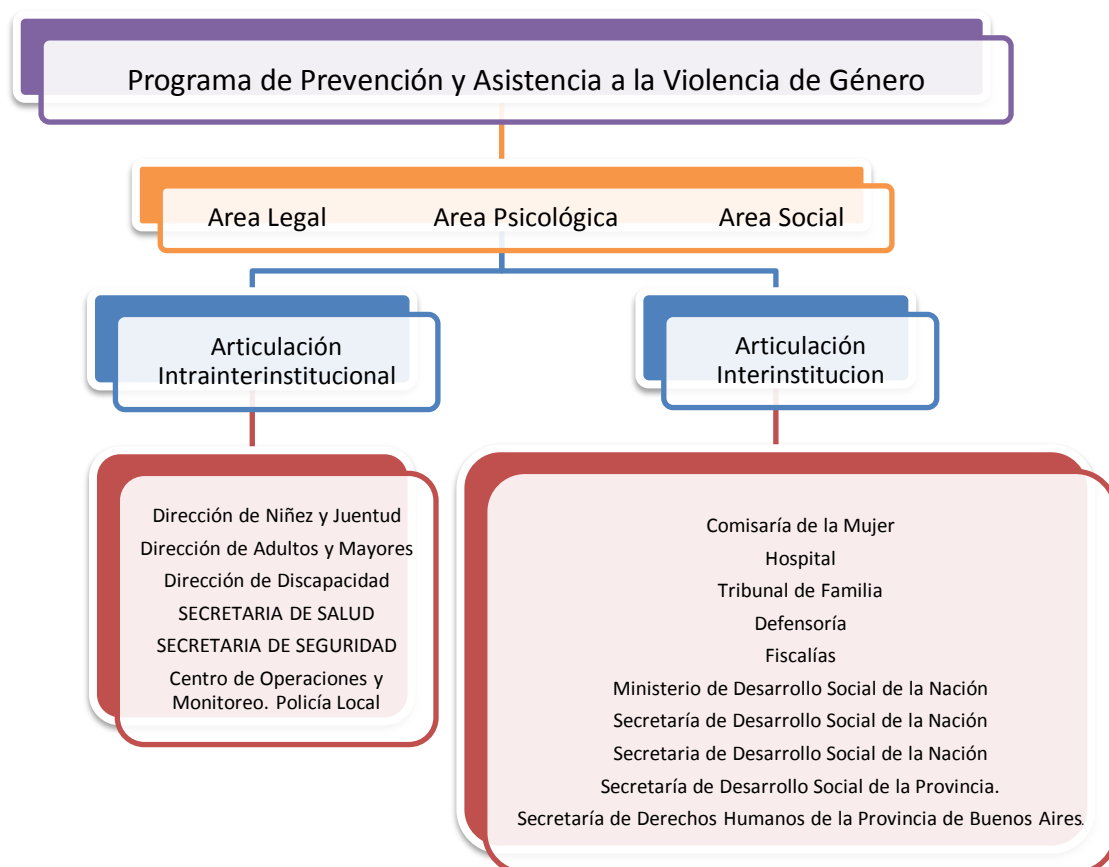 Programa de Prevención y Asistencia a la Violencia de Género
Area Legal Area Psicológica Area Social
Articulación
Intrainterinstitucional
Articulación
Interinstitucion
Dirección de Niñez y Juventud
Dirección de Adultos y Mayores
Dirección de Discapacidad
SECRETARIA DE SALUD
SECRETARIA DE SEGURIDAD
Centro de Operaciones y
Monitoreo. Policía Local
Comisaría de la Mujer
Hospital
Tribunal de Familia
Defensoría
Fiscalías
Ministerio de Desarrollo Social de la Nación
Secretaría de Desarrollo Social de la Nación
Secretaria de Desarrollo Social de la Nación
Secretaría de Desarrollo Social de la Provincia.
Secretaría de Derechos Humanos de la Provincia de Buenos Aires.